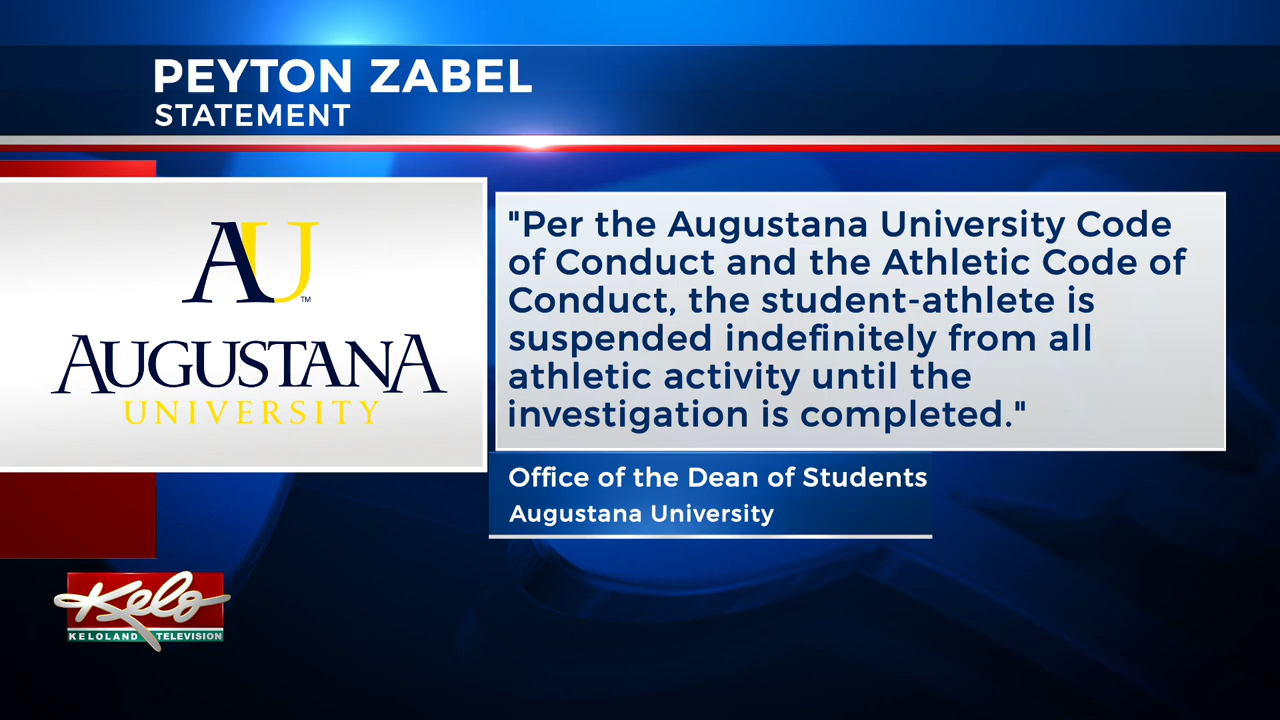 PEYTON ZABEL
STATEMENT
AU™
AUGUSTANA
UNIVERSITY
"Per the Augustana University Code
of Conduct and the Athletic Code of
Conduct, the student-athlete is
suspended indefinitely from all
athletic activity until the
investigation is completed."
Office of the Dean of Students
Augustana University
Kelo
KELOLAND TELEVISION